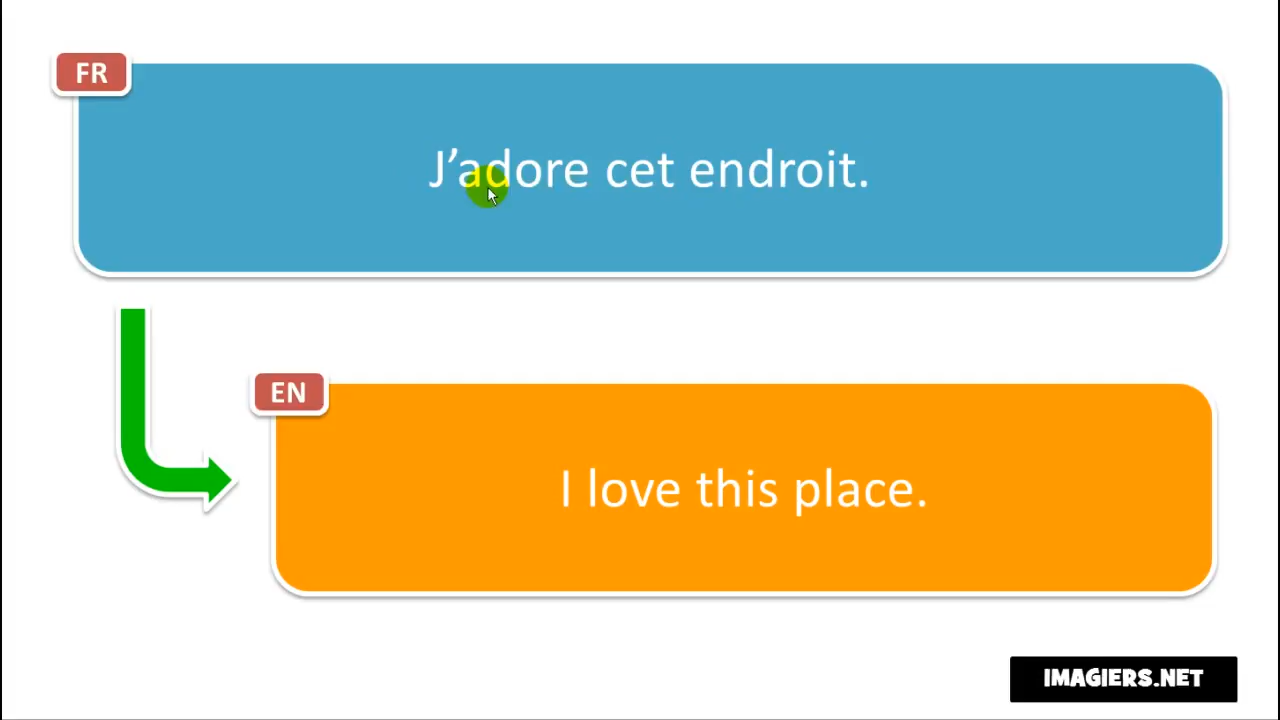 FR
J’adore cet endroit.
EN
I love this place.
IMAGIERS.NET